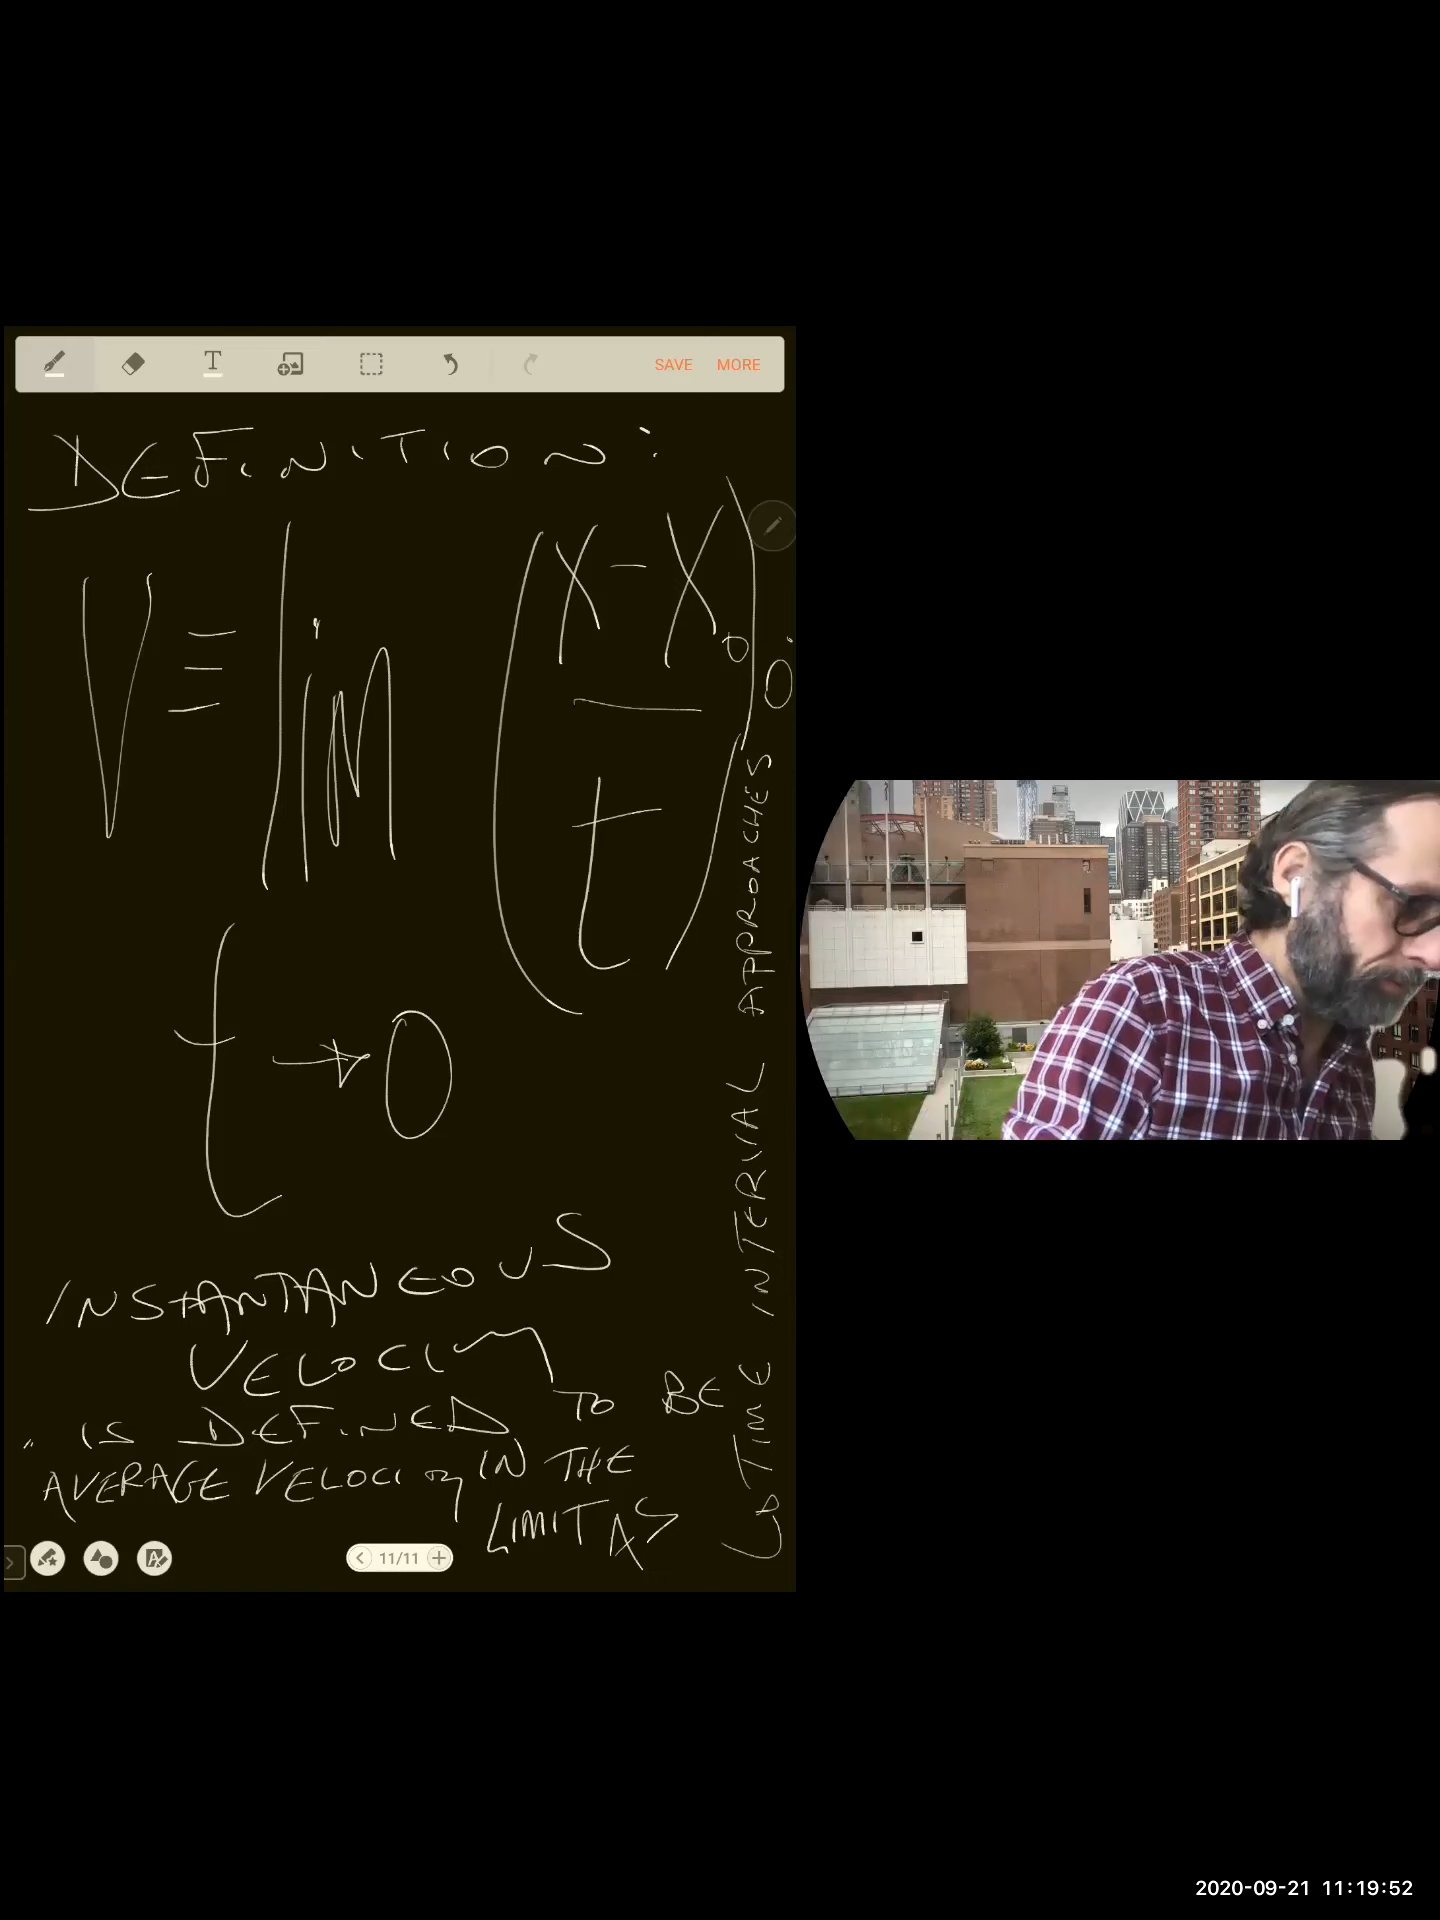 SAVE MORE
DEFINITION:
V ≡ lim (x - x₀)
t
t → 0
INSTANTANEOUS
VELOCITY
" IS DEFINED TO BE
AVERAGE VELOCITY IN THE
LIMIT AS
TIME INTERVAL APPROACHES 0.
11/11
2020-09-21 11:19:52